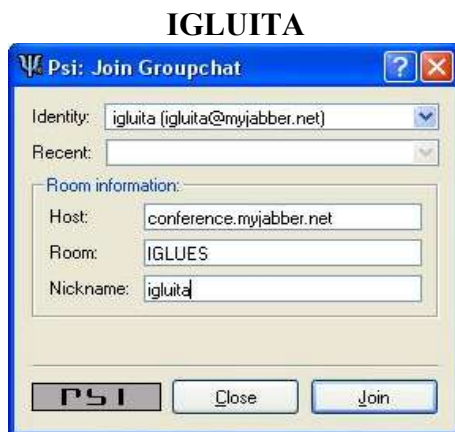 IGLUITA
Psi: Join Groupchat
Identity: igluita (igluita@myjabber.net)
Recent:
Room information:
Host: conference.myjabber.net
Room: IGLUES
Nickname: igluita
PSI Close Join